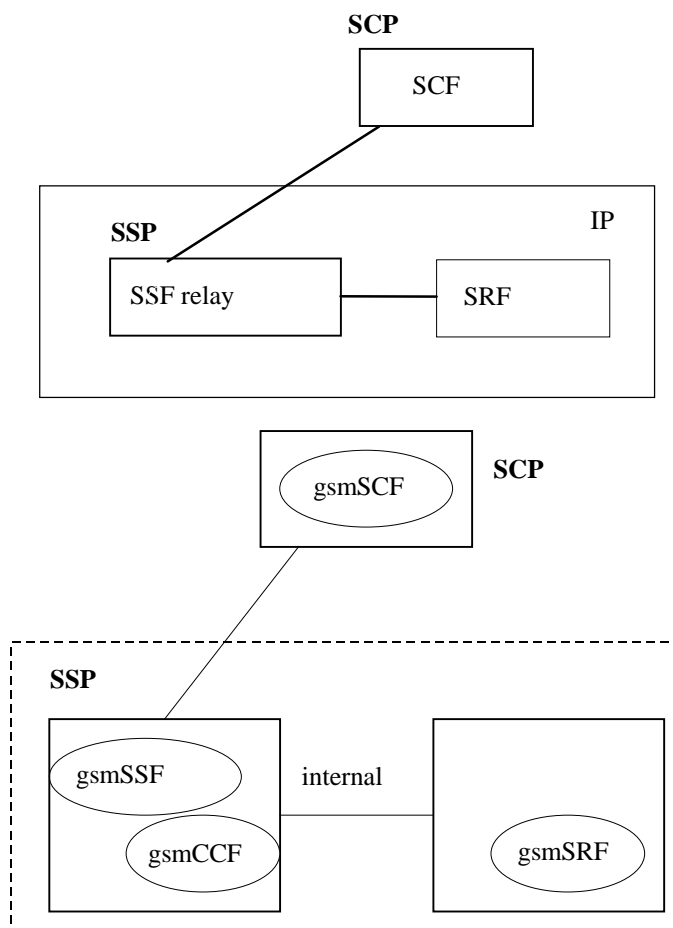 SCP
SCF
IP
SSP
SSF relay
SRF
gsmSCF
SCP
SSP
gsmSSF
internal
gsmCCF
gsmSRF